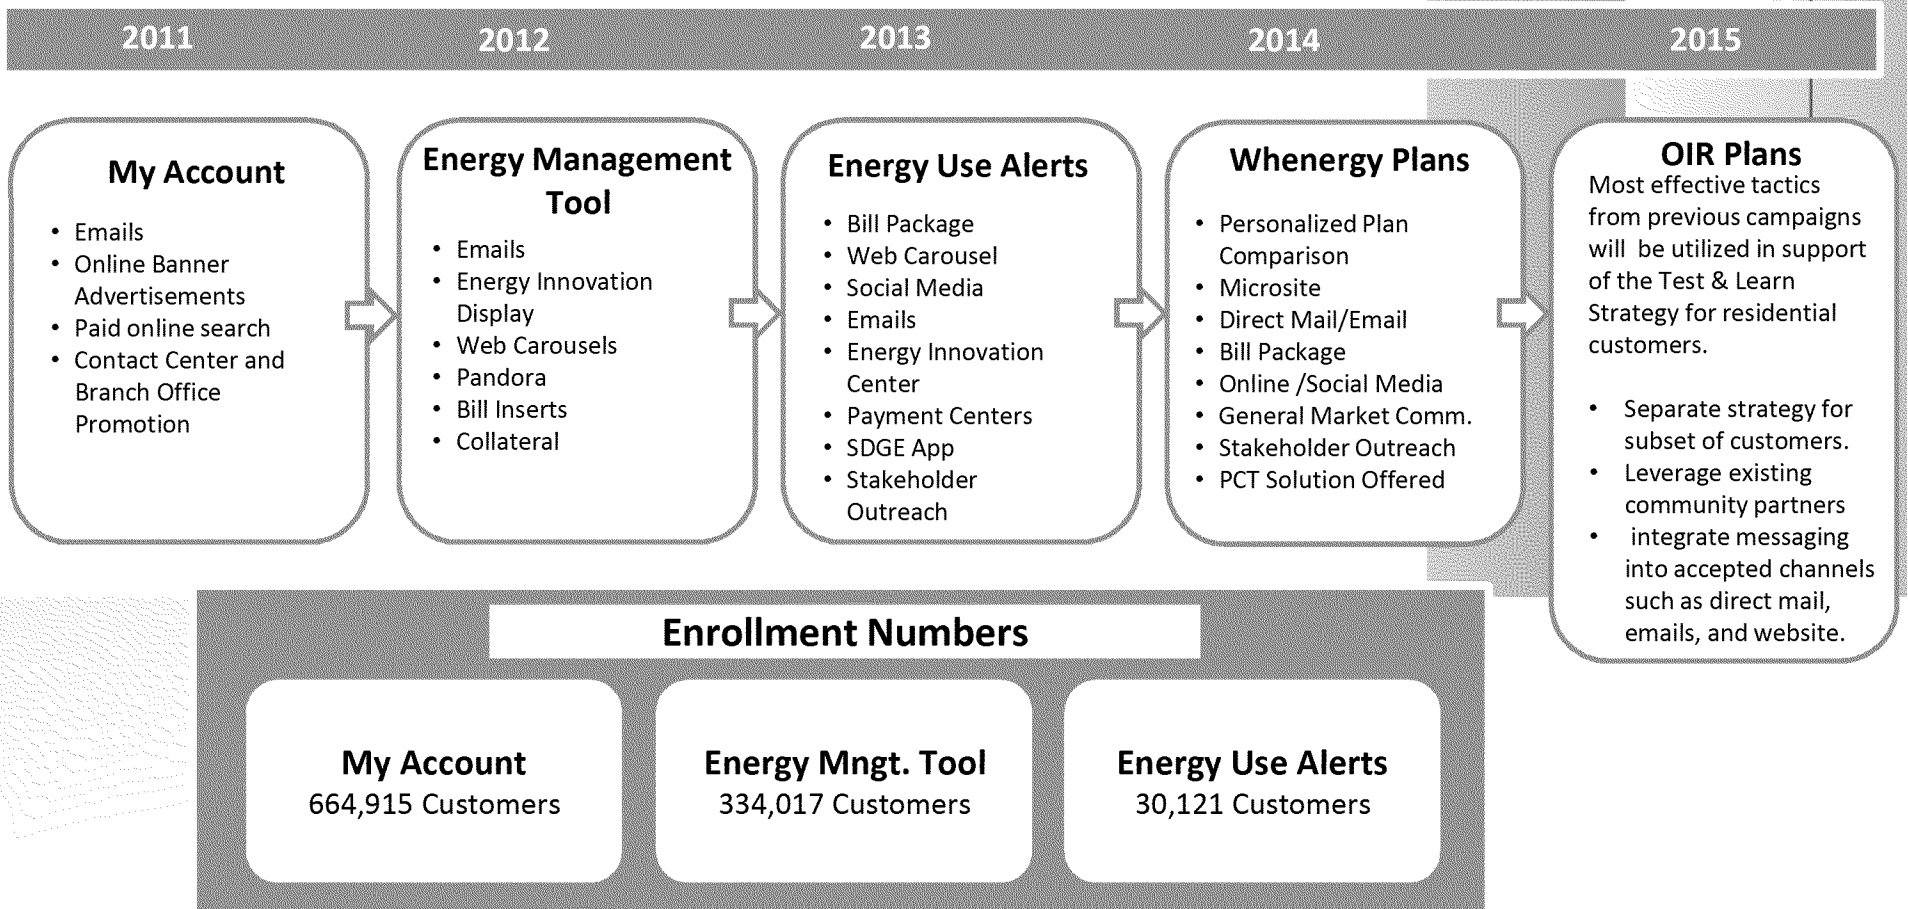 2011 2012 2013 2014 2015
My Account
• Emails
• Online Banner
Advertisements
• Paid online search
• Contact Center and
Branch Office
Promotion
Energy Management
Tool
• Emails
• Energy Innovation
Display
• Web Carousels
• Pandora
• Bill Inserts
• Collateral
Energy Use Alerts
• Bill Package
• Web Carousel
• Social Media
• Emails
• Energy Innovation
Center
• Payment Centers
• SDGE App
• Stakeholder
Outreach
Whenergy Plans
• Personalized Plan
Comparison
• Microsite
• Direct Mail/Email
• Bill Package
• Online /Social Media
• General Market Comm.
• Stakeholder Outreach
• PCT Solution Offered
OIR Plans
Most effective tactics
from previous campaigns
will be utilized in support
of the Test & Learn
Strategy for residential
customers.
• Separate strategy for
subset of customers.
• Leverage existing
community partners
• integrate messaging
into accepted channels
such as direct mail,
emails, and website.
Enrollment Numbers
My Account
664,915 Customers
Energy Mngt. Tool
334,017 Customers
Energy Use Alerts
30,121 Customers